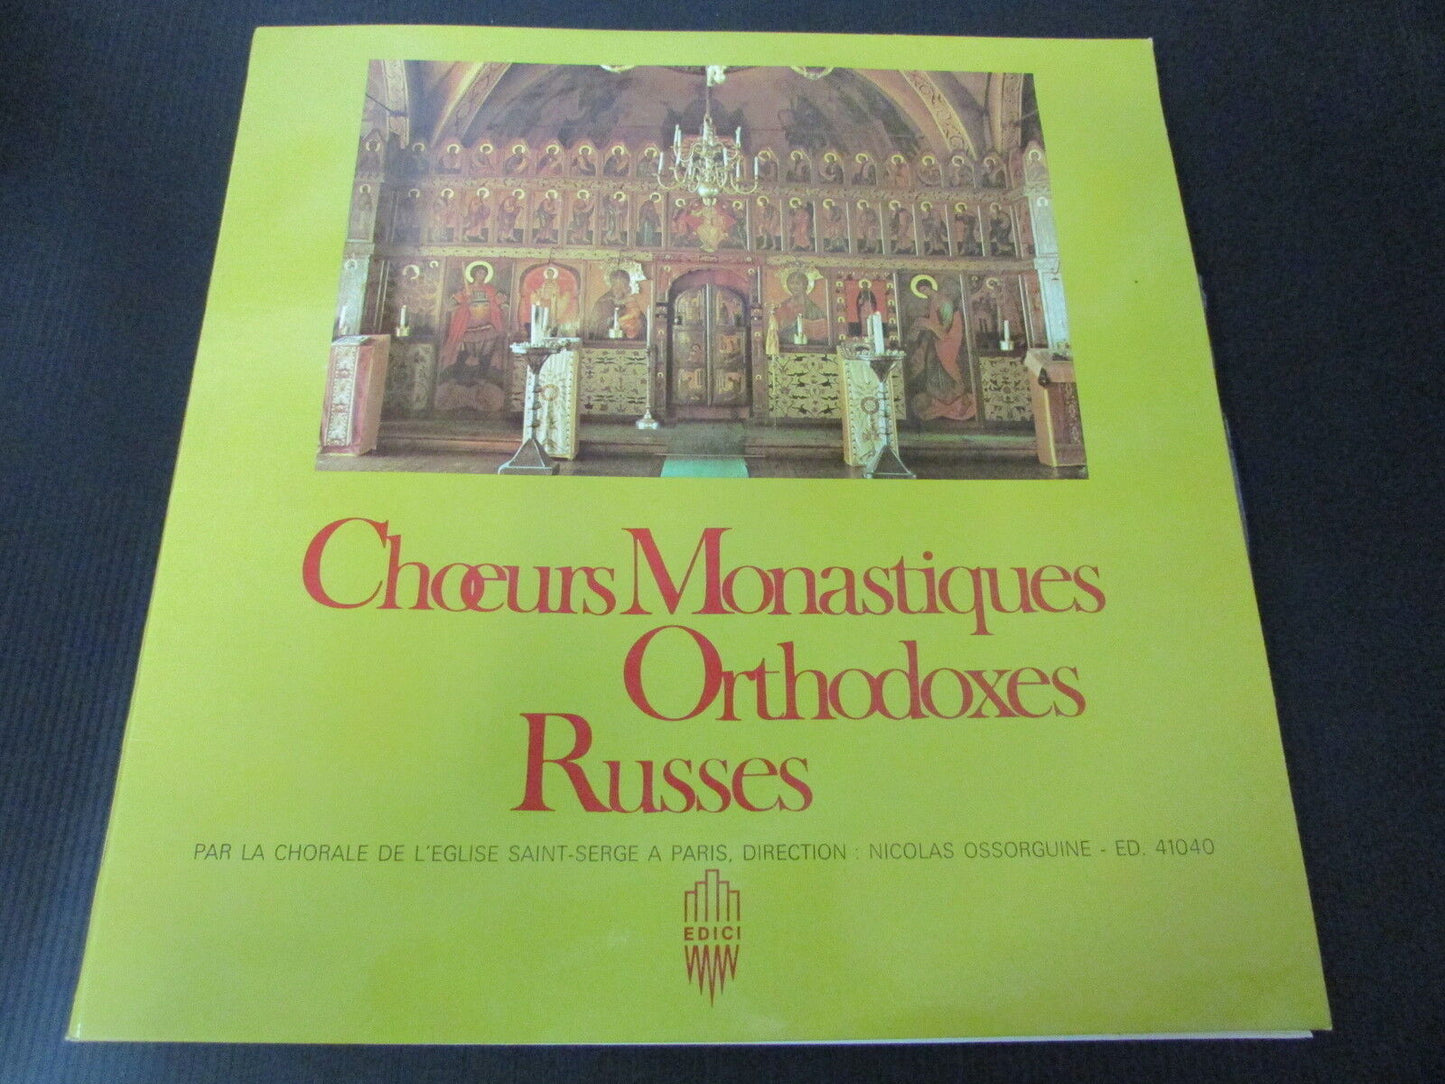 Chœurs Monastiques
Orthodoxes
Russes
PAR LA CHORALE DE L'EGLISE SAINT-SERGE A PARIS, DIRECTION : NICOLAS OSSORGUINE - ED. 41040
EDICI